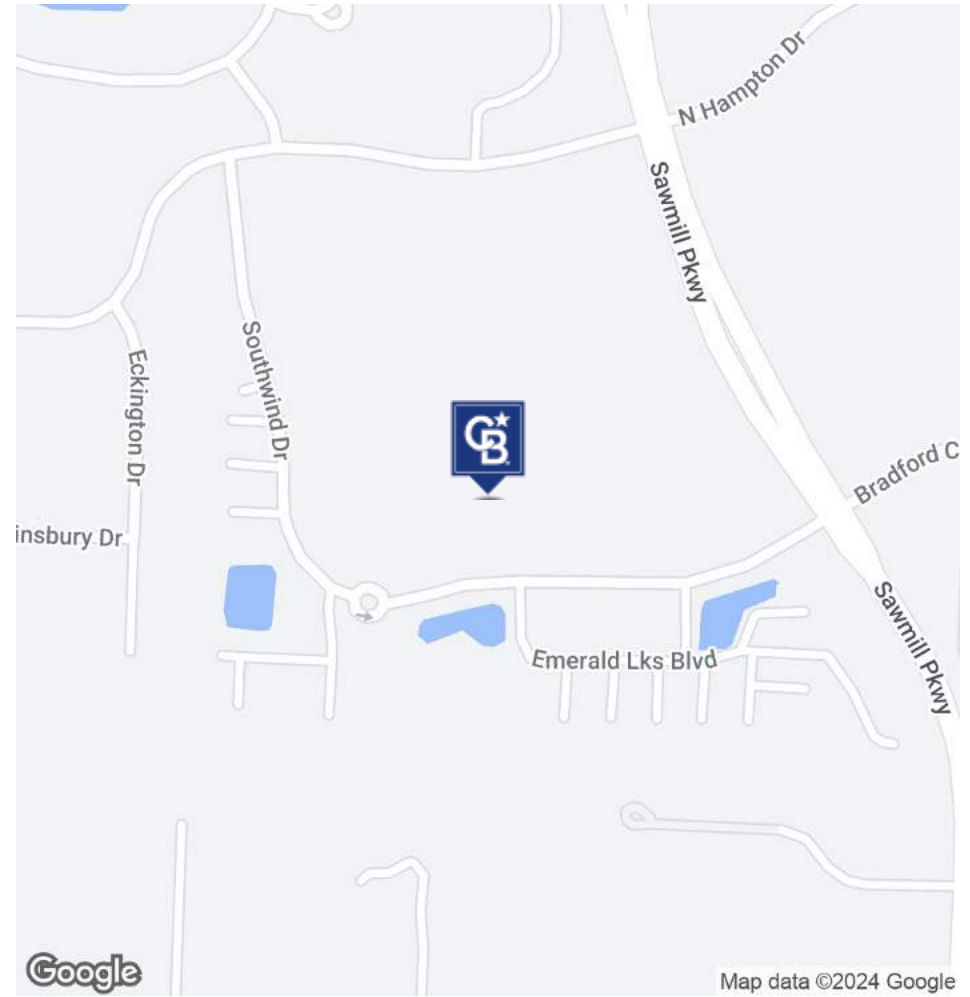 N Hampton Dr
Sawmill Pkwy
Southwind Dr
Eckington Dr
CB
Bradford C
insbury Dr
Sawmill Pkwy
Emerald Lks Blvd
Google
Map data ©2024 Google